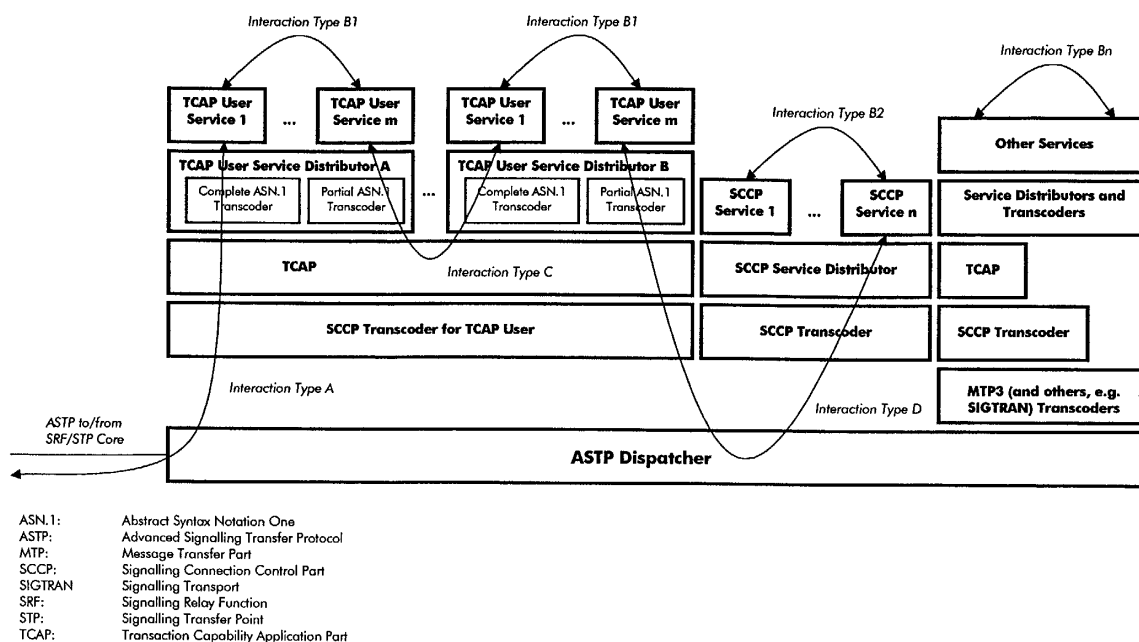 Interaction Type B1
Interaction Type B1
Interaction Type Bn
TCAP User
Service 1
...
TCAP User
Service m
TCAP User
Service 1
...
TCAP User
Service m
Interaction Type B2
Other Services
TCAP User Service Distributor A
Complete ASN.1
Transcoder
Partial ASN.1
Transcoder
...
TCAP User Service Distributor B
Complete ASN.1
Transcoder
Partial ASN.1
Transcoder
SCCP
Service 1
...
SCCP
Service n
Service Distributors and
Transcoders
TCAP
Interaction Type C
SCCP Service Distributor
TCAP
SCCP Transcoder for TCAP User
SCCP Transcoder
SCCP Transcoder
Interaction Type A
Interaction Type D
MTP3 (and others, e.g.
SIGTRAN) Transcoders
ASTP to/from
SRF/STP Core
ASTP Dispatcher
ASN.1: Abstract Syntax Notation One
ASTP: Advanced Signalling Transfer Protocol
MTP: Message Transfer Part
SCCP: Signalling Connection Control Part
SIGTRAN Signalling Transport
SRF: Signalling Relay Function
STP: Signalling Transfer Point
TCAP: Transaction Capability Application Part